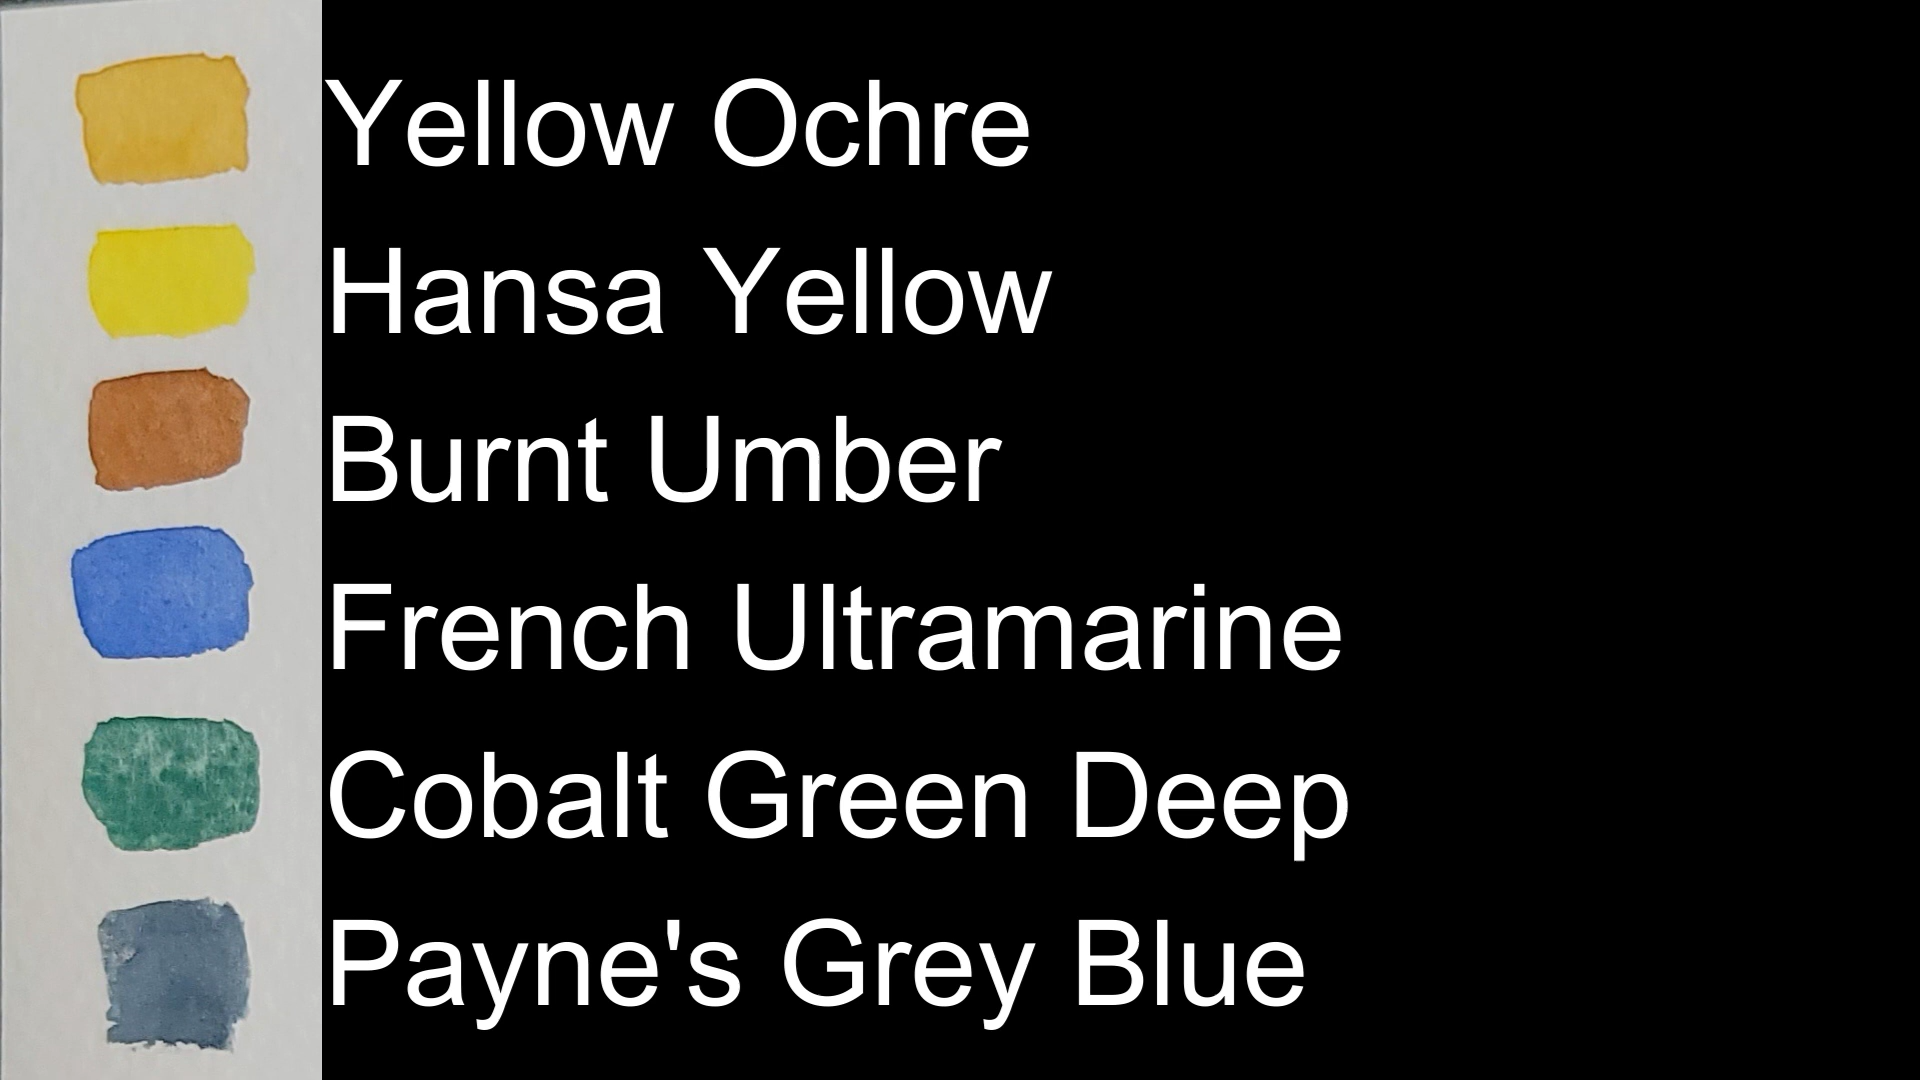 Yellow Ochre
Hansa Yellow
Burnt Umber
French Ultramarine
Cobalt Green Deep
Payne's Grey Blue